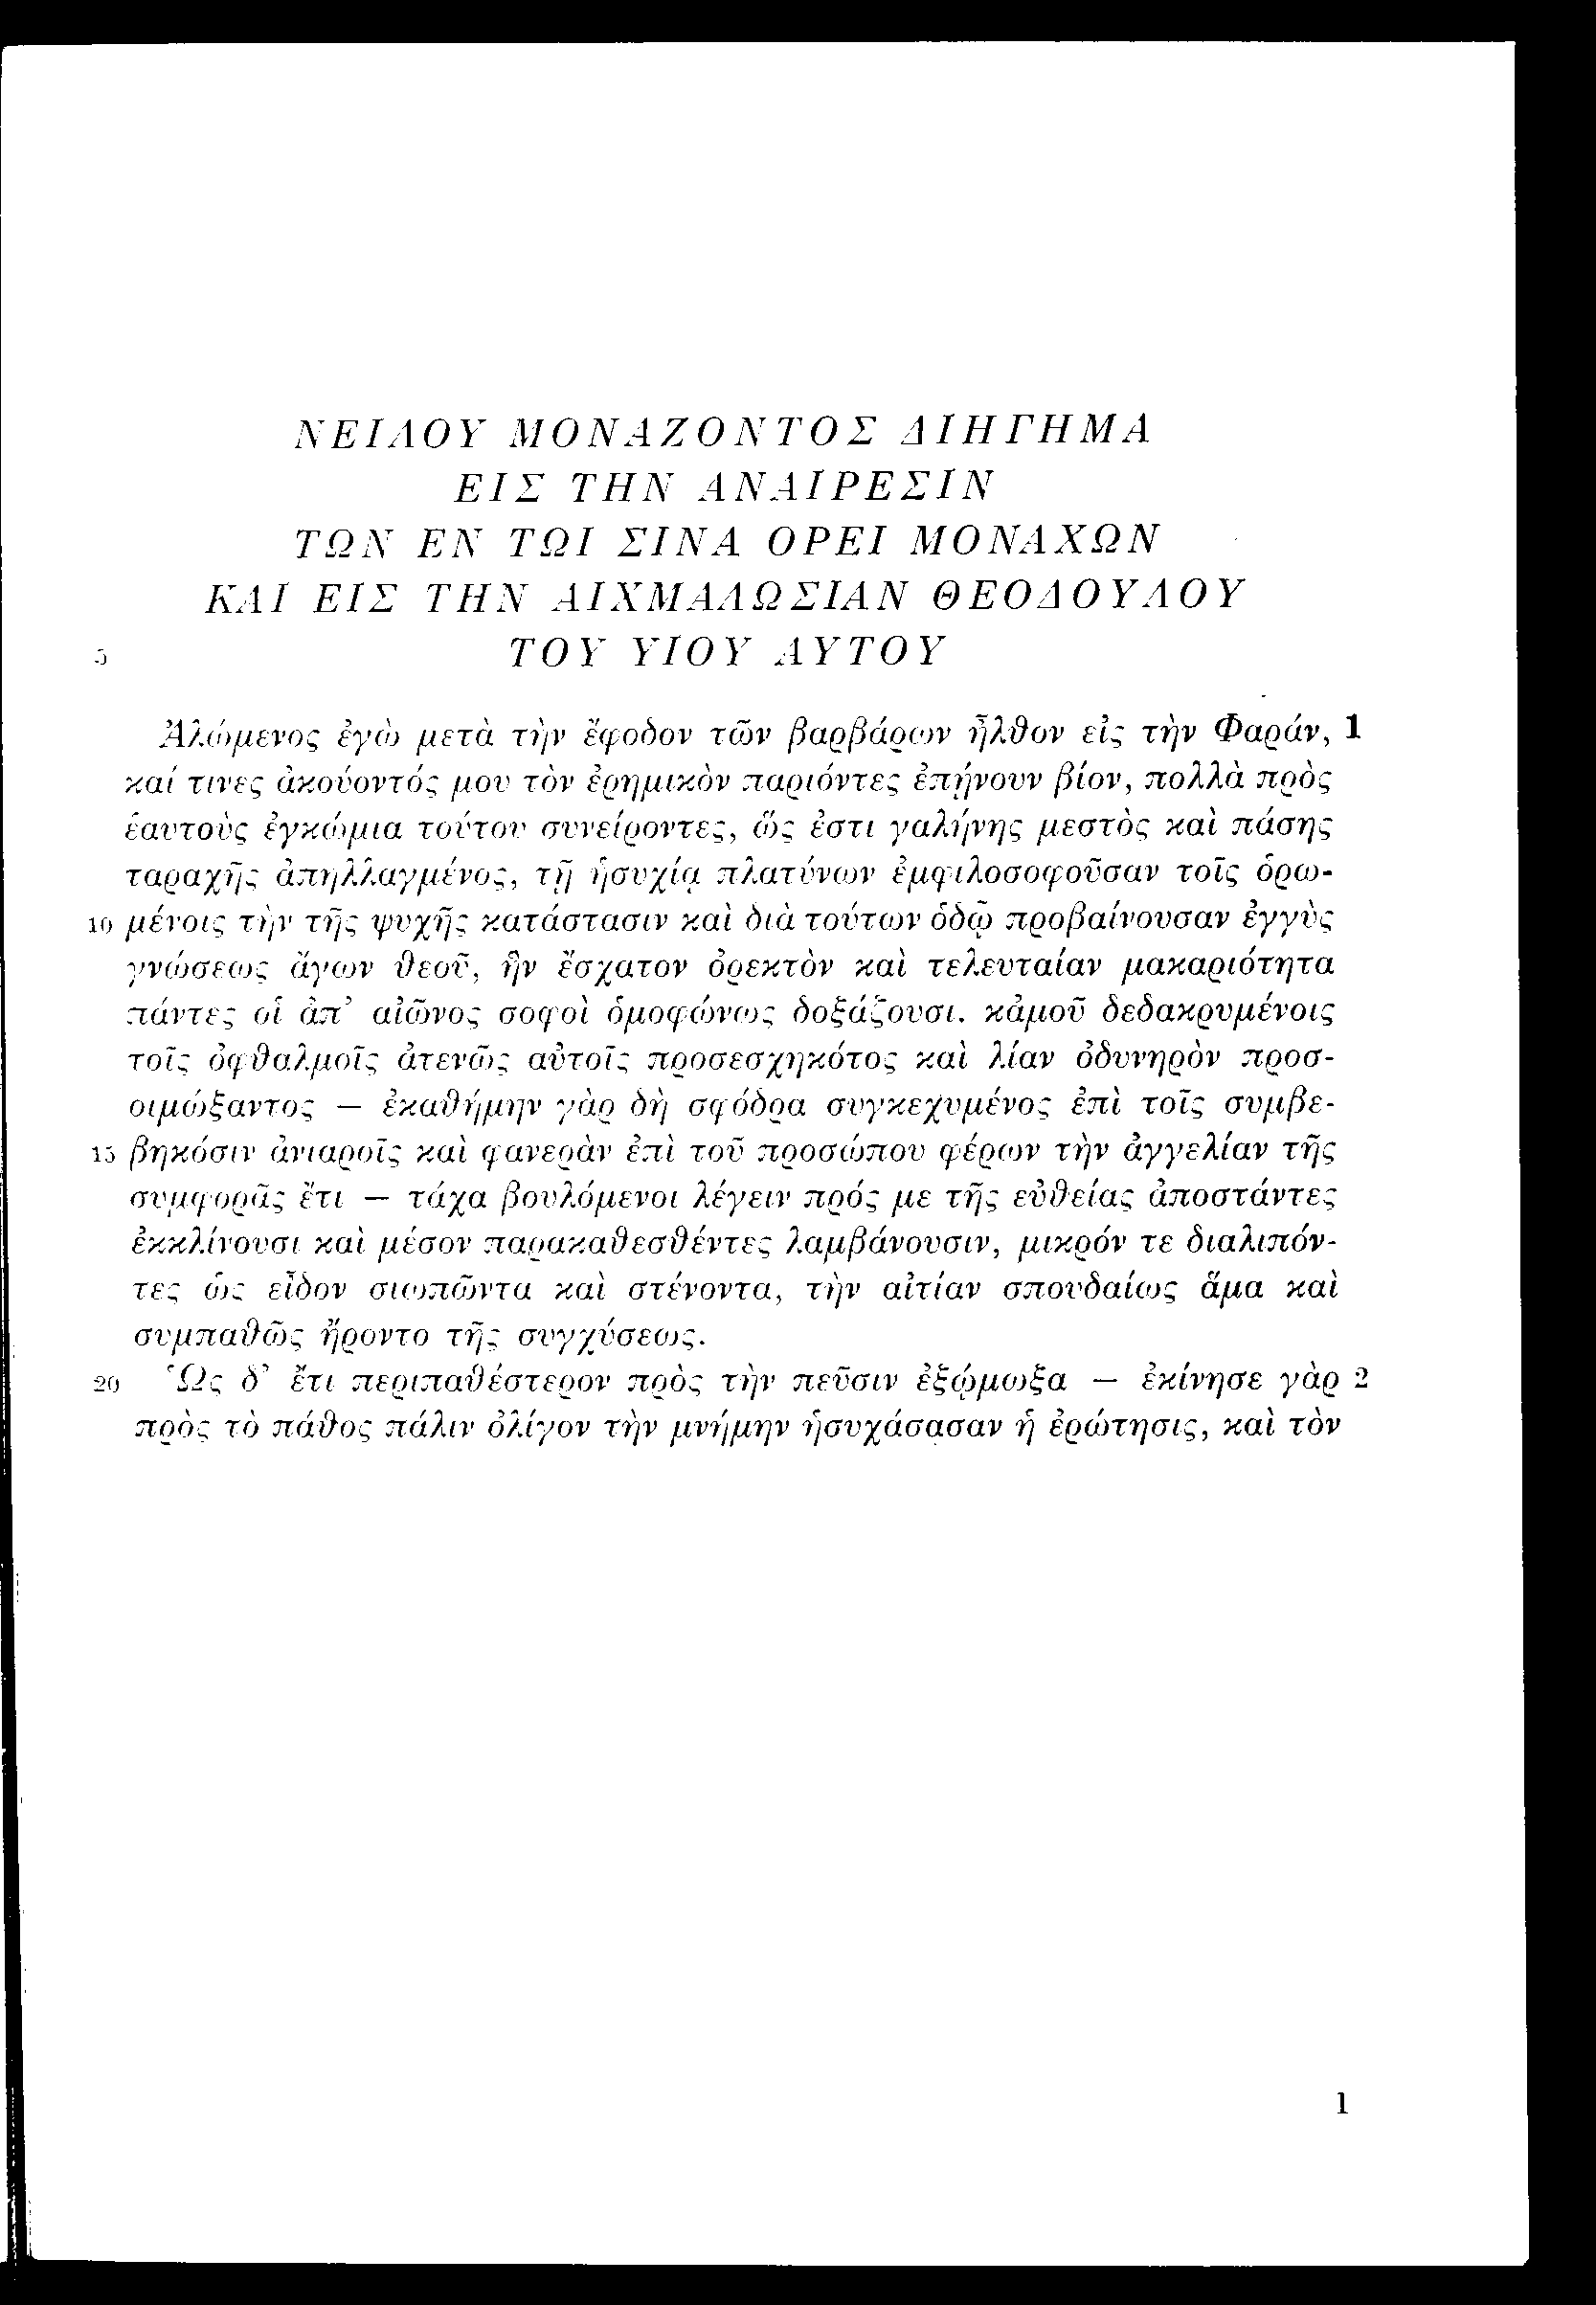 ΝΕΙΛΟΥ ΜΟΝΑΖΟΝΤΟΣ ΔΙΗΓΗΜΑ
ΕΙΣ ΤΗΝ ΑΝΑΙΡΕΣΙΝ
ΤΩΝ ΕΝ ΤΩΙ ΣΙΝΑ ΟΡΕΙ ΜΟΝΑΧΩΝ
ΚΑΙ ΕΙΣ ΤΗΝ ΑΙΧΜΑΛΩΣΙΑΝ ΘΕΟΔΟΥΛΟΥ
5 ΤΟΥ ΥΙΟΥ ΑΥΤΟΥ
Ἀλώμενος ἐγὼ μετὰ τὴν ἔφοδον τῶν βαρβάρων ἦλθον εἰς τὴν Φαράν, 1
καί τινες ἀκούοντός μου τὸν ἐρημικὸν παριόντες ἐπῄνουν βίον, πολλὰ πρὸς
ἑαυτοὺς ἐγκώμια τούτου συνείροντες, ὥς ἐστι γαλήνης μεστὸς καὶ πάσης
ταραχῆς ἀπηλλαγμένος, τῇ ἡσυχίᾳ πλατύνων ἐμφιλοσοφοῦσαν τοῖς ὁρω-
10 μένοις τὴν τῆς ψυχῆς κατάστασιν καὶ διὰ τούτων ὁδῷ προβαίνουσαν ἐγγὺς
γνώσεως ἄγων θεοῦ, ἣν ἔσχατον ὀρεκτὸν καὶ τελευταίαν μακαριότητα
πάντες οἱ ἀπ’ αἰῶνος σοφοὶ ὁμοφώνως δοξάζουσι. κἀμοῦ δεδακρυμένοις
τοῖς ὀφθαλμοῖς ἀτενῶς αὐτοῖς προσεσχηκότος καὶ λίαν ὀδυνηρὸν προσ-
οιμώξαντος – ἐκαθήμην γὰρ δὴ σφόδρα συγκεχυμένος ἐπὶ τοῖς συμβε-
15 βηκόσιν ἀνιαροῖς καὶ φανερὰν ἐπὶ τοῦ προσώπου φέρων τὴν ἀγγελίαν τῆς
συμφορᾶς ἔτι – τάχα βουλόμενοι λέγειν πρός με τῆς εὐθείας ἀποστάντες
ἐκκλίνουσι καὶ μέσον παρακαθεσθέντες λαμβάνουσιν, μικρόν τε διαλιπόν-
τες ὡς εἶδον σιωπῶντα καὶ στένοντα, τὴν αἰτίαν σπουδαίως ἅμα καὶ
συμπαθῶς ἤροντο τῆς συγχύσεως.
20 Ὡς δ’ ἔτι περιπαθέστερον πρὸς τὴν πεῦσιν ἐξῴμωξα – ἐκίνησε γὰρ 2
πρὸς τὸ πάθος πάλιν ὀλίγον τὴν μνήμην ἡσυχάσασαν ἡ ἐρώτησις, καὶ τὸν
1